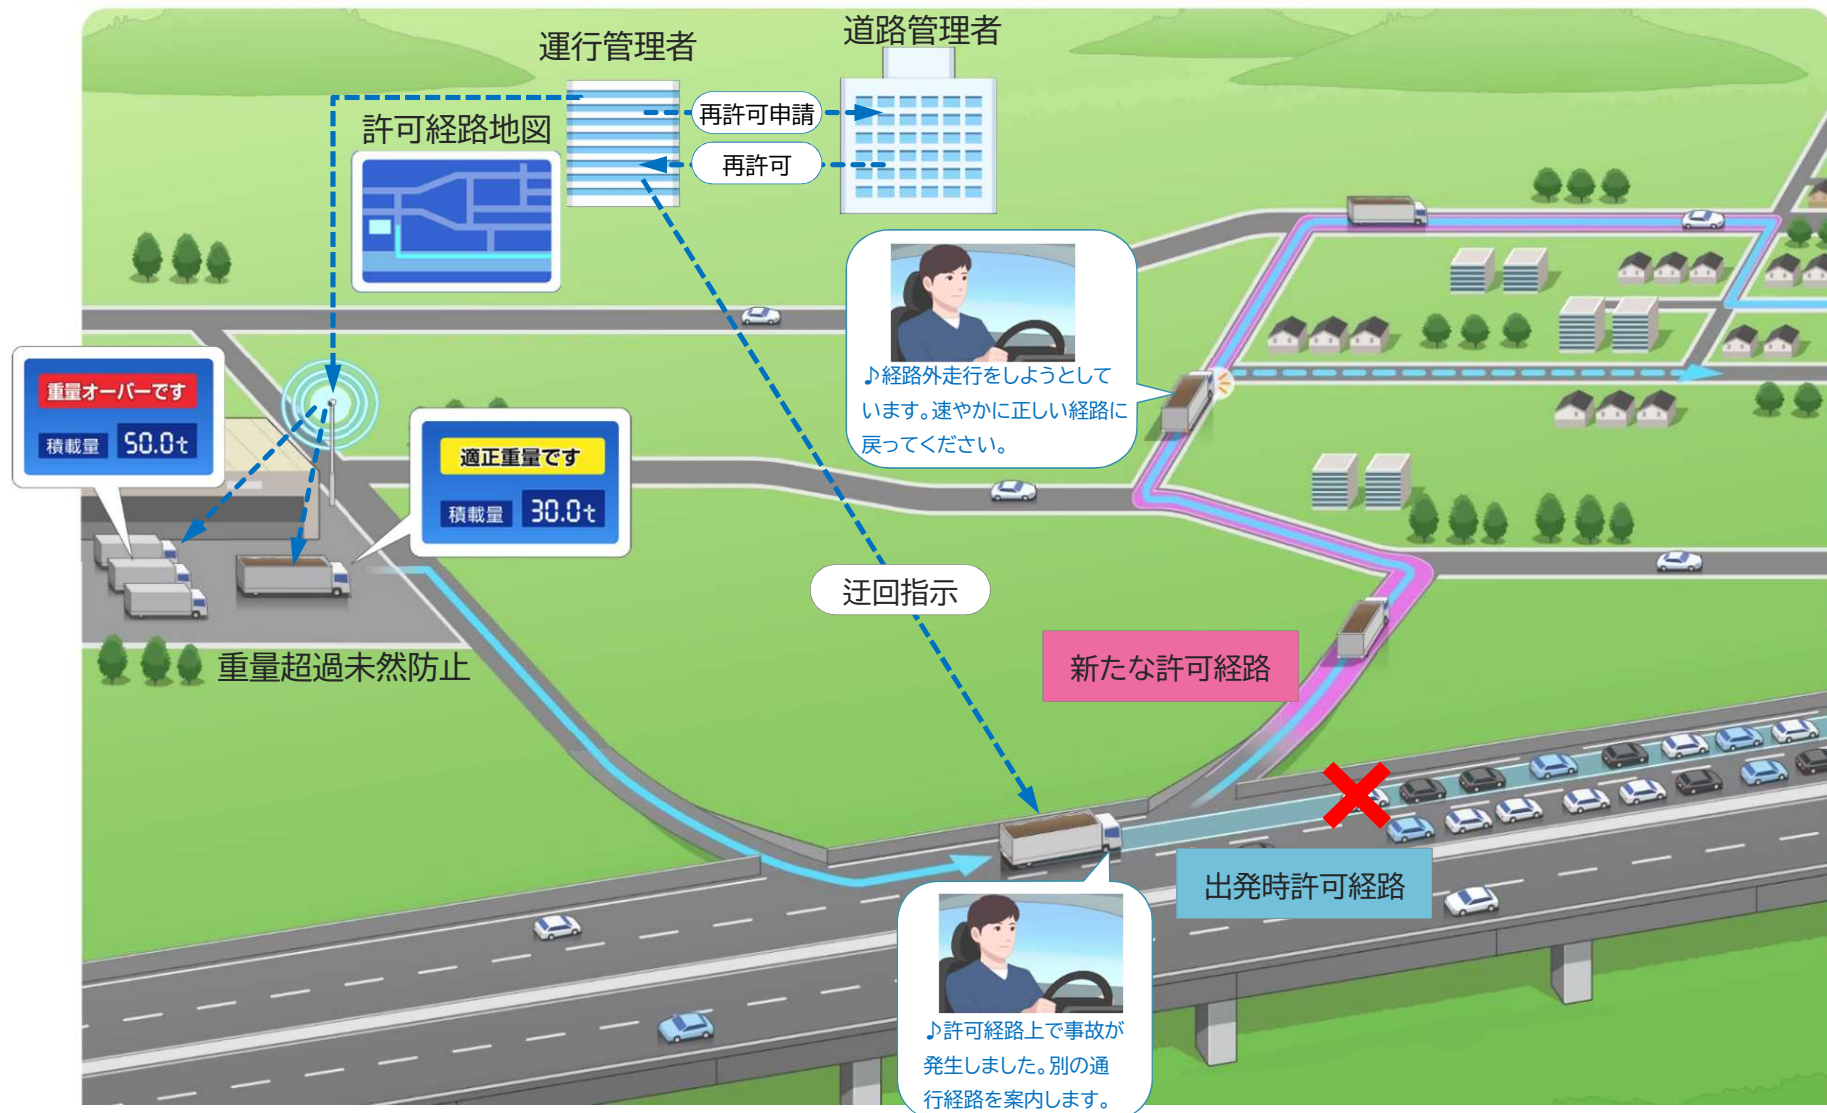 運行管理者
道路管理者
再許可申請
許可経路地図
再許可
重量オーバーです
積載量 50.0t
適正重量です
積載量 30.0t
♪経路外走行をしようとして
います。速やかに正しい経路に
戻ってください。
迂回指示
重量超過未然防止
新たな許可経路
出発時許可経路
♪許可経路上で事故が
発生しました。別の通
行経路を案内します。